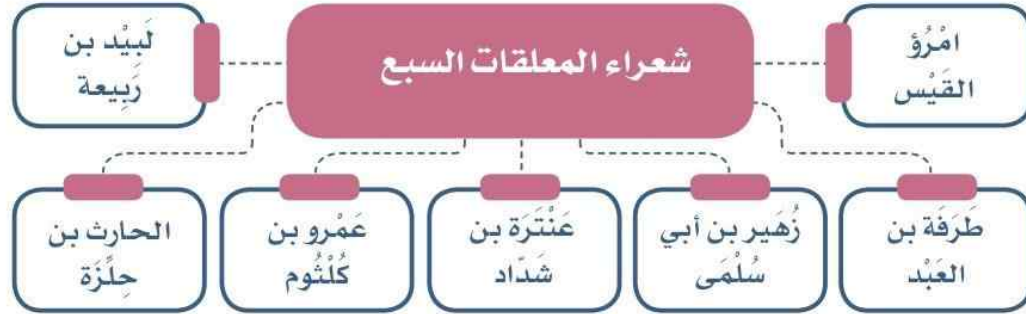 شعراء المعلقات السبع
امْرُؤ
القَيْس
لَبِيْد بن
رَبِيعة
طَرَفَة بن
العَبْد
زُهَير بن أبي
سُلْمَى
عَنْتَرَة بن
شَدّاد
عَمْرو بن
كُلْثُوم
الحارث بن
حِلِّزَة